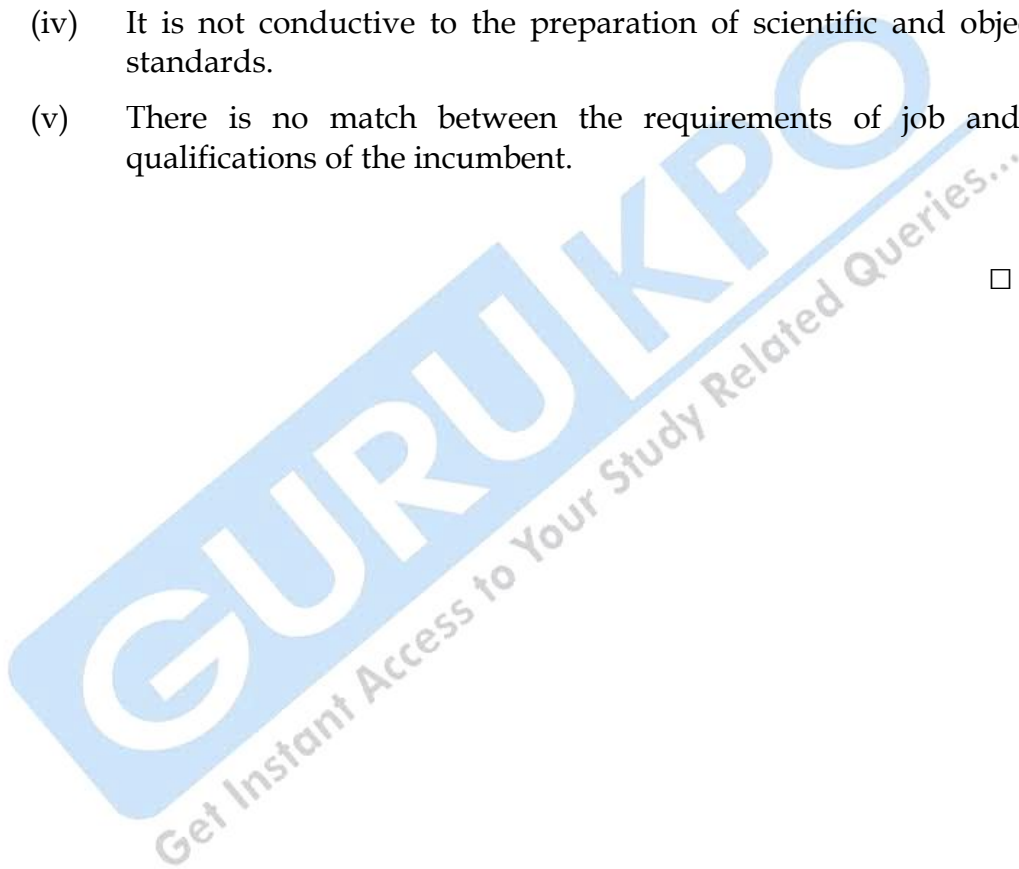 (iv) It is not conductive to the preparation of scientific and obje
standards.
(v) There is no match between the requirements of job and
qualifications of the incumbent.
GURUKPO
Get Instant Access to Your Study Related Queries...